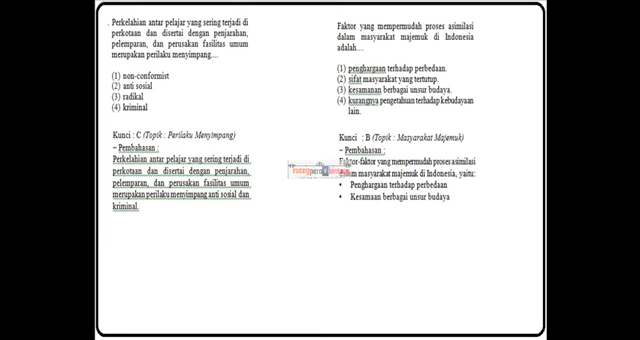 . Perkelahian antar pelajar yang sering terjadi di
perkotaan dan disertai dengan penjarahan,
pelemparan, dan perusakan fasilitas umum
merupakan perilaku menyimpang....
(1) non-conformist
(2) anti sosial
(3) radikal
(4) kriminal
Kunci : C (Topik : Perilaku Menyimpang)
– Pembahasan :
Perkelahian antar pelajar yang sering terjadi di
perkotaan dan disertai dengan penjarahan,
pelemparan, dan perusakan fasilitas umum
merupakan perilaku menyimpang anti sosial dan
kriminal.
Faktor yang mempermudah proses asimilasi
dalam masyarakat majemuk di Indonesia
adalah....
(1) penghargaan terhadap perbedaan.
(2) sifat masyarakat yang tertutup.
(3) kesamanan berbagai unsur budaya.
(4) kurangnya pengetahuan terhadap kebudayaan
lain.
Kunci : B (Topik : Masyarakat Majemuk)
– Pembahasan :
Faktor-faktor yang mempermudah proses asimilasi
dalam masyarakat majemuk di Indonesia, yaitu:
• Penghargaan terhadap perbedaan
• Kesamaan berbagai unsur budaya